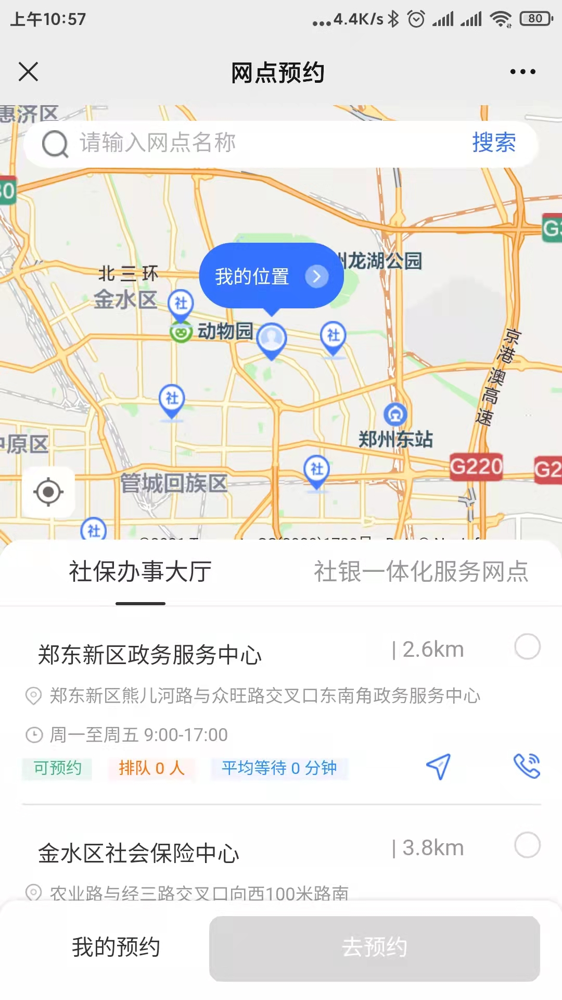 上午10:57
...4.4K/s
80
网点预约
惠济区
请输入网点名称
搜索
北三环
州龙湖公园
我的位置
金水区
社
动物园
社
京港澳高速
社
郑州东站
中原区
G220
社
管城回族区
社
社保办事大厅
社银一体化服务网点
郑东新区政务服务中心
| 2.6km
郑东新区熊儿河路与众旺路交叉口东南角政务服务中心
周一至周五 9:00-17:00
可预约
排队 0 人
平均等待 0 分钟
金水区社会保险中心
| 3.8km
农业路与经三路交叉口向西100米路南
我的预约
去预约